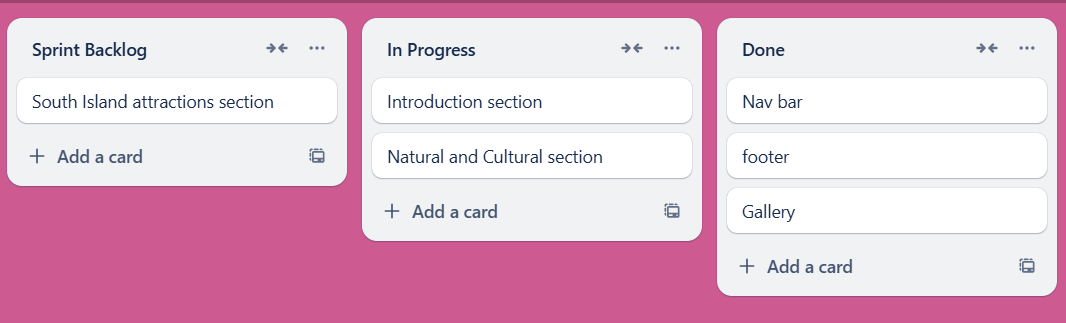 Sprint Backlog
South Island attractions section
Add a card
In Progress
Introduction section
Natural and Cultural section
Add a card
Done
Nav bar
footer
Gallery
Add a card